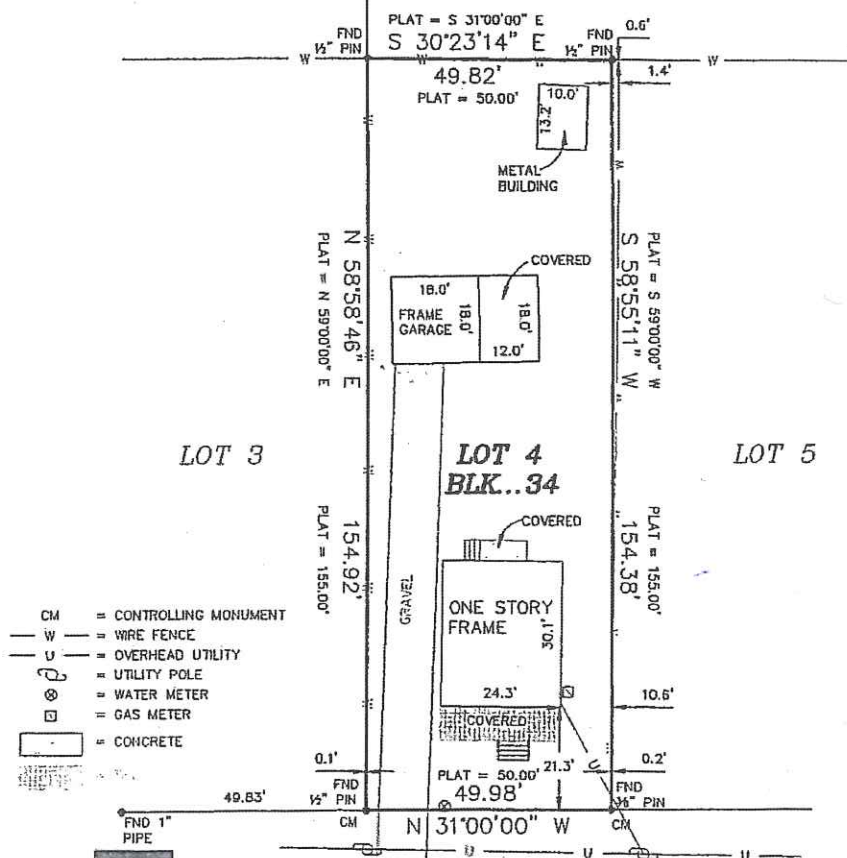 PLAT = S 31°00'00" E
S 30°23'14" E
FND
½" PIN
FND
½" PIN
0.6'
W
W
W
49.82'
PLAT = 50.00'
1.4'
10.0'
13.2'
METAL
BUILDING
W
PLAT = N 59°00'00" E
N 58°58'46" E
S 58°55'11" W
PLAT = S 59°00'00" W
COVERED
18.0'
FRAME
GARAGE
18.0'
18.0'
12.0'
LOT 3
LOT 4
BLK...34
LOT 5
PLAT = 155.00'
154.92'
154.38'
PLAT = 155.00'
GRAVEL
COVERED
ONE STORY
FRAME
30.1'
24.3'
COVERED
10.6'
CM = CONTROLLING MONUMENT
W = WIRE FENCE
U = OVERHEAD UTILITY
= UTILITY POLE
= WATER METER
= GAS METER
= CONCRETE
0.1'
21.3'
U
0.2'
PLAT = 50.00'
49.98'
49.83'
FND
½" PIN
FND
PIN
FND 1"
PIPE
CM
N 31°00'00" W
CM
U
U
U